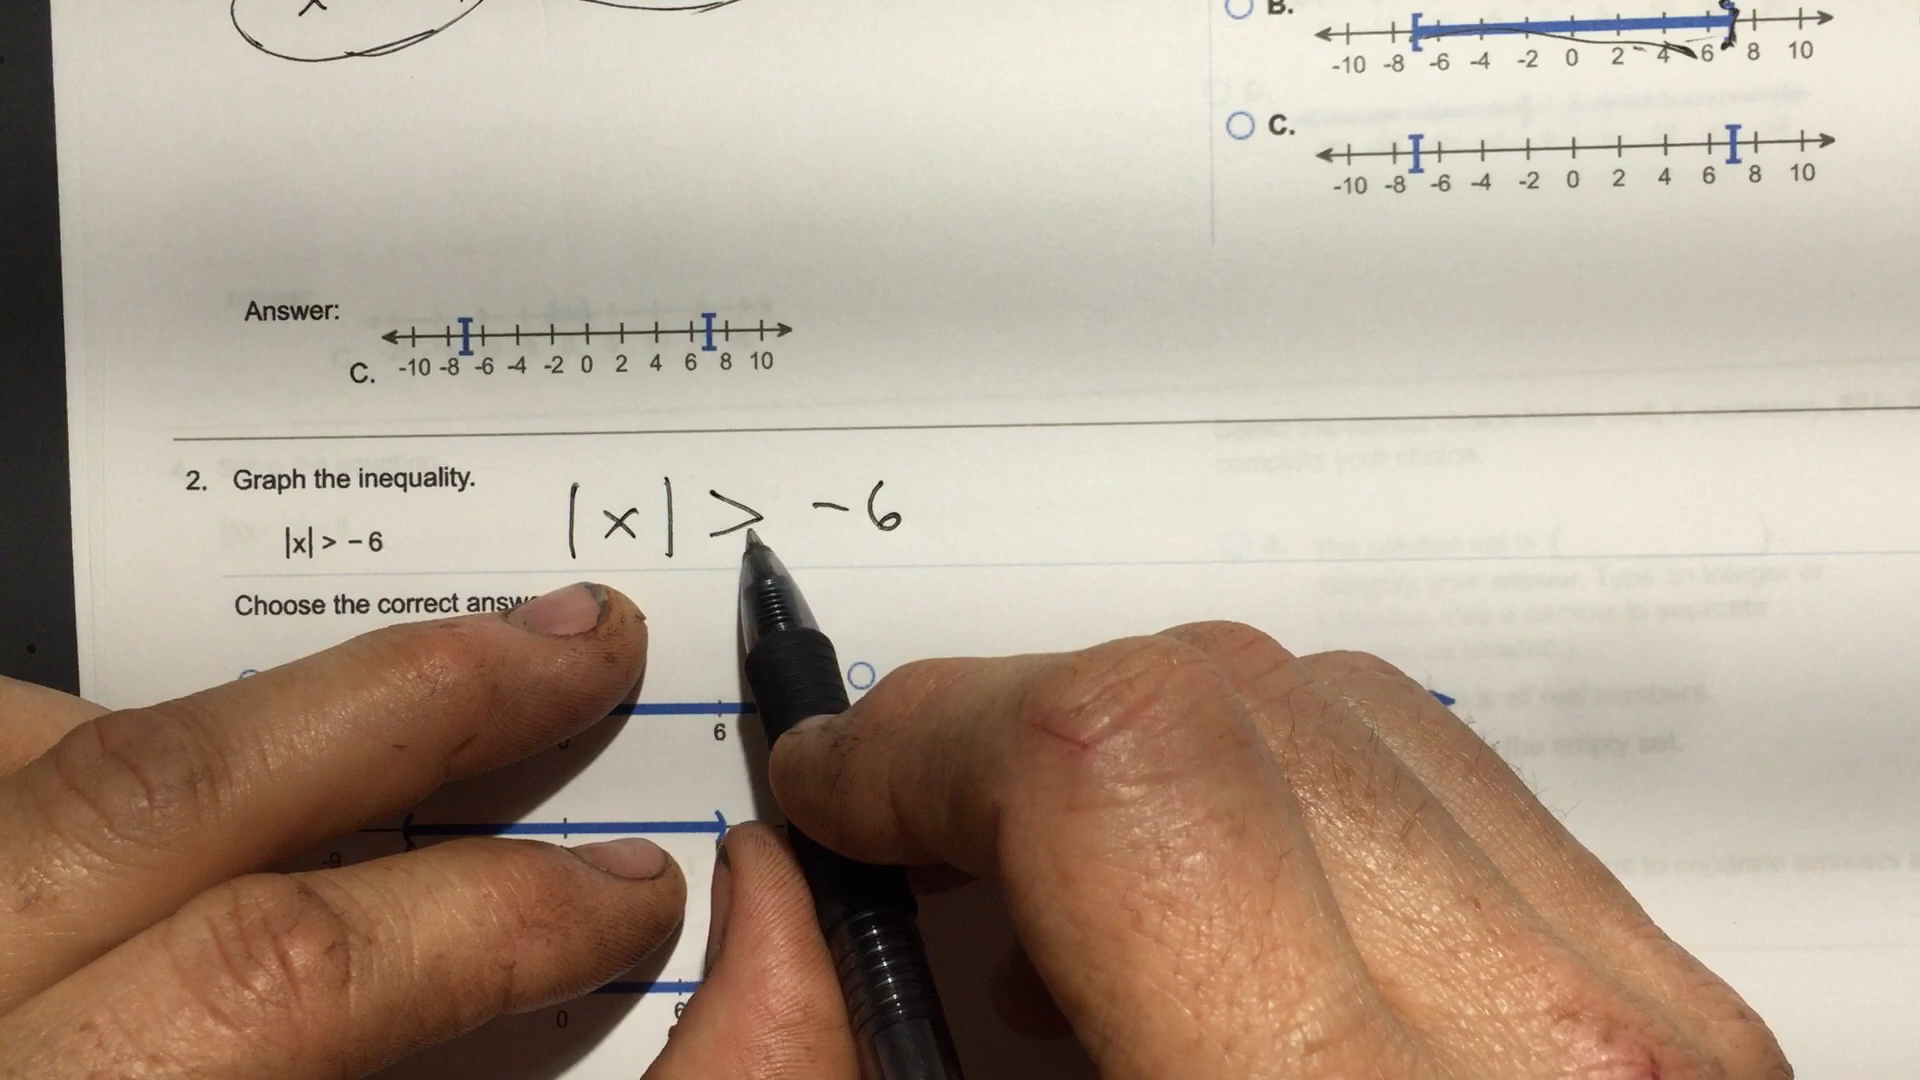 x
B.
-10 -8 -6 -4 -2 0 2 4 6 8 10
C.
-10 -8 -6 -4 -2 0 2 4 6 8 10
Answer:
C. -10 -8 -6 -4 -2 0 2 4 6 8 10
2. Graph the inequality.
|x| > - 6
|x| > - 6
Choose the correct
6
-9
0